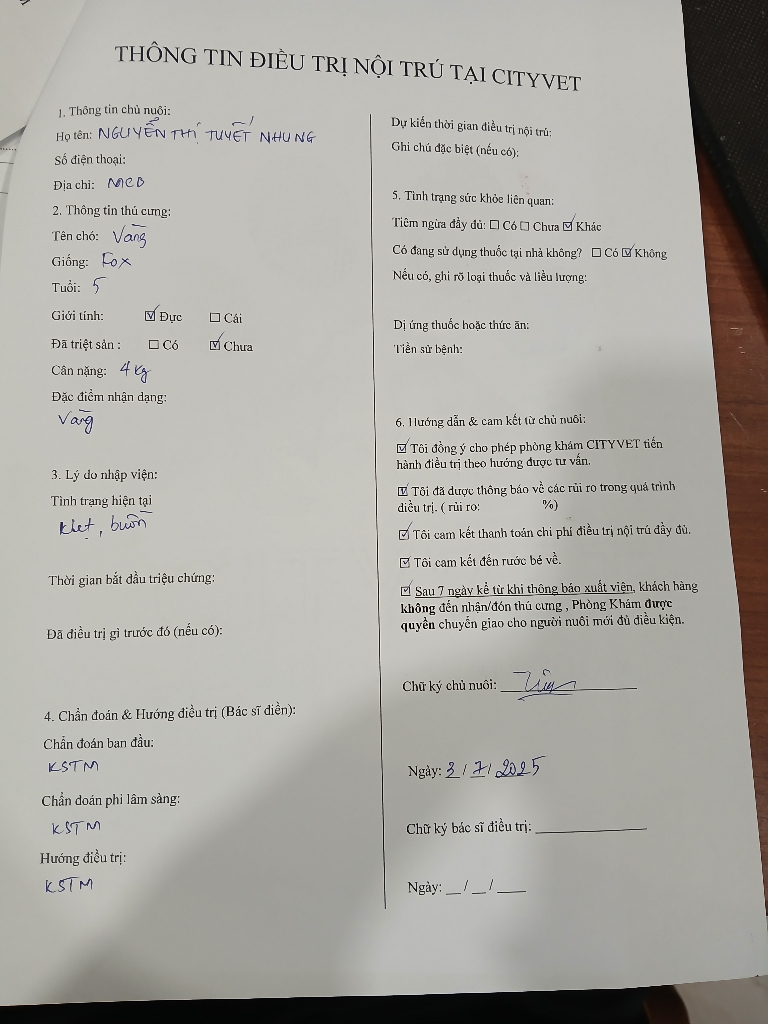 THÔNG TIN ĐIỀU TRỊ NỘI TRÚ TẠI CITYVET
1. Thông tin chủ nuôi:
Họ tên: NGUYỄN THỊ TUYẾT NHUNG
Số điện thoại:
Địa chỉ: MCD
2. Thông tin thú cưng:
Tên chó: Vàng
Giống: Fox
Tuổi: 5
Giới tính: ☑ Đực ☐ Cái
Đã triệt sản : ☐ Có ☑ Chưa
Cân nặng: 4 kg
Đặc điểm nhận dạng:
Vàng
3. Lý do nhập viện:
Tình trạng hiện tại
khẹt, buồn
Thời gian bắt đầu triệu chứng:
Đã điều trị gì trước đó (nếu có):
4. Chẩn đoán & Hướng điều trị (Bác sĩ điền):
Chẩn đoán ban đầu:
KSTM
Chẩn đoán phi lâm sàng:
KSTM
Hướng điều trị:
KSTM
Dự kiến thời gian điều trị nội trú:
Ghi chú đặc biệt (nếu có):
5. Tình trạng sức khỏe liên quan:
Tiêm ngừa đầy đủ: ☐ Có ☐ Chưa ☑ Khác
Có đang sử dụng thuốc tại nhà không? ☐ Có ☑ Không
Nếu có, ghi rõ loại thuốc và liều lượng:
Dị ứng thuốc hoặc thức ăn:
Tiền sử bệnh:
6. Hướng dẫn & cam kết từ chủ nuôi:
☑ Tôi đồng ý cho phép phòng khám CITYVET tiến
hành điều trị theo hướng được tư vấn.
☑ Tôi đã được thông báo về các rủi ro trong quá trình
điều trị. ( rủi ro: %)
☑ Tôi cam kết thanh toán chi phí điều trị nội trú đầy đủ.
☑ Tôi cam kết đến rước bé về.
☑ Sau 7 ngày kể từ khi thông báo xuất viện, khách hàng
không đến nhận/đón thú cưng , Phòng Khám được
quyền chuyển giao cho người nuôi mới đủ điều kiện.
Chữ ký chủ nuôi:
Ngày: 3 / 7 / 2025
Chữ ký bác sĩ điều trị: ________
Ngày: __ / __ / ____